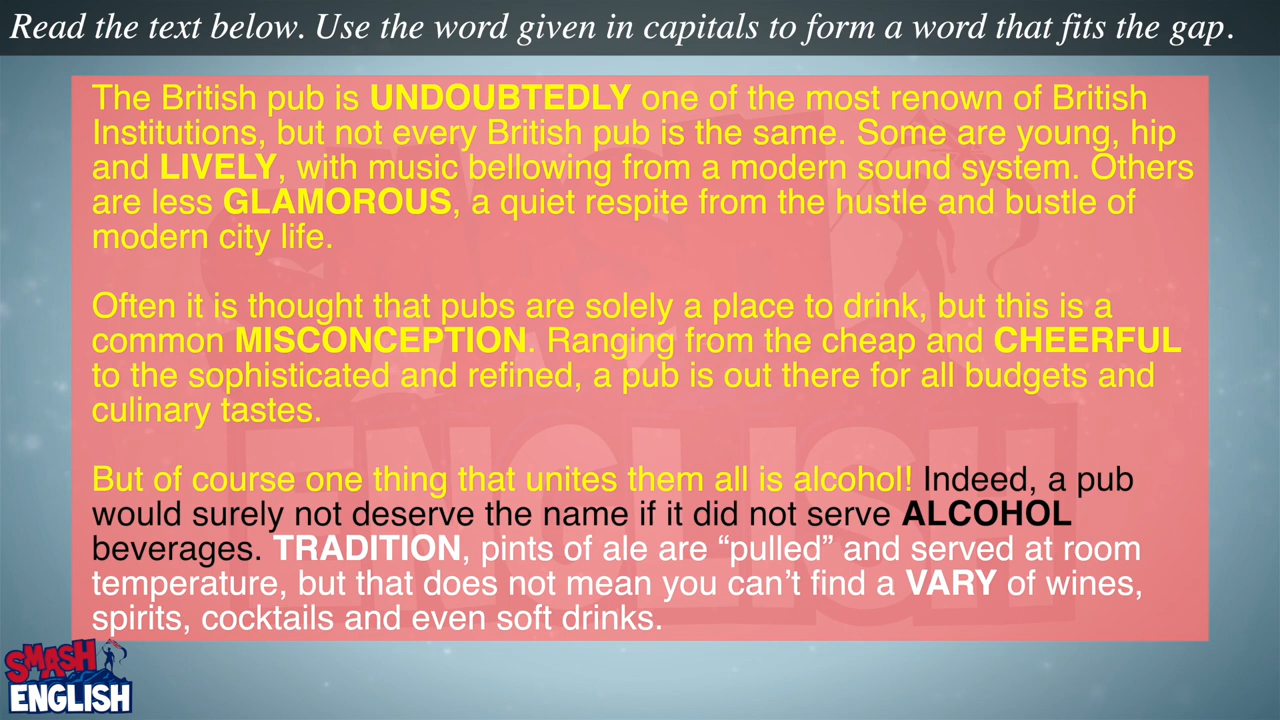 Read the text below. Use the word given in capitals to form a word that fits the gap.
The British pub is UNDOUBTEDLY one of the most renown of British
Institutions, but not every British pub is the same. Some are young, hip
and LIVELY, with music bellowing from a modern sound system. Others
are less GLAMOROUS, a quiet respite from the hustle and bustle of
modern city life.
Often it is thought that pubs are solely a place to drink, but this is a
common MISCONCEPTION. Ranging from the cheap and CHEERFUL
to the sophisticated and refined, a pub is out there for all budgets and
culinary tastes.
But of course one thing that unites them all is alcohol! Indeed, a pub
would surely not deserve the name if it did not serve ALCOHOL
beverages. TRADITION, pints of ale are “pulled” and served at room
temperature, but that does not mean you can’t find a VARY of wines,
spirits, cocktails and even soft drinks.
SMASH
ENGLISH